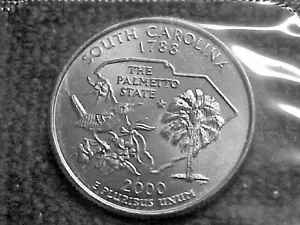 SOUTH CAROLINA
1788
THE
PALMETTO
STATE
2000
E PLURIBUS UNUM